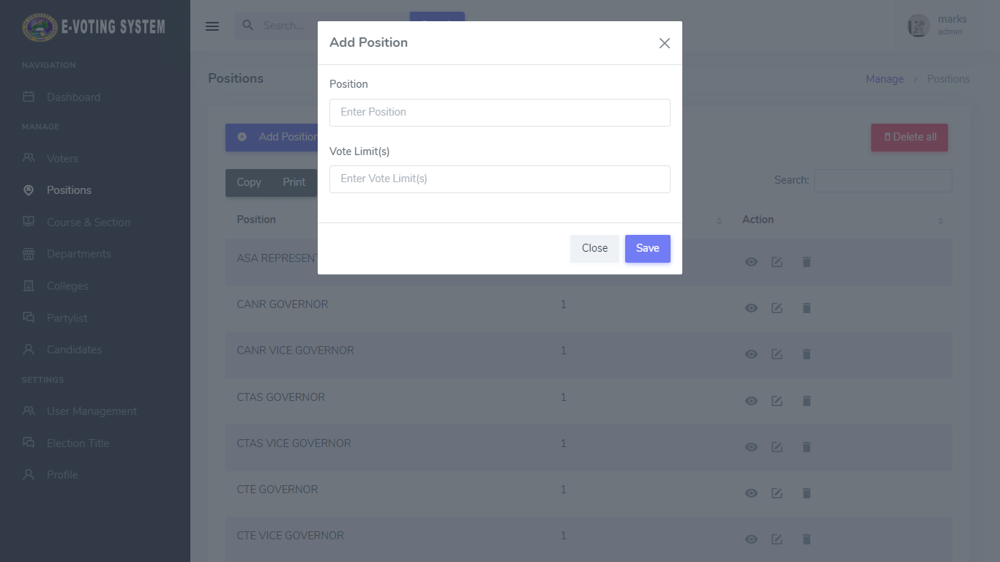 E-VOTING SYSTEM
Search...
marks
admin
NAVIGATION
Dashboard
MANAGE
Voters
Positions
Course & Section
Departments
Colleges
Partylist
Candidates
SETTINGS
User Management
Election Title
Profile
Add Position
Position
Enter Position
Vote Limit(s)
Enter Vote Limit(s)
Close Save
Positions
Manage > Positions
Add Position
Delete all
Copy Print
Search:
Position Action
ASA
CANR GOVERNOR 1
CANR VICE GOVERNOR 1
CTAS GOVERNOR 1
CTAS VICE GOVERNOR 1
CTE GOVERNOR 1
CTE VICE GOVERNOR 1